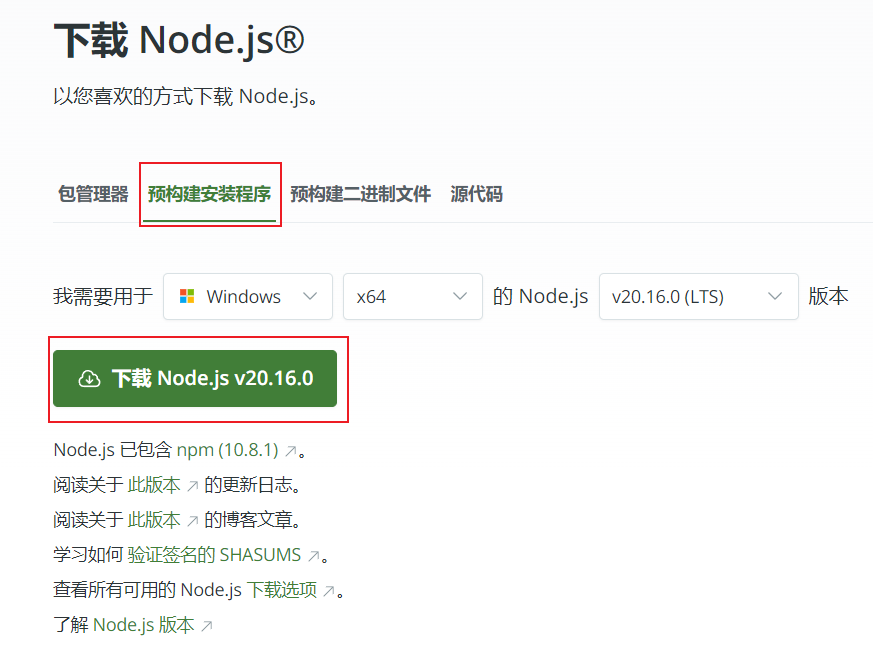 下载 Node.js®
以您喜欢的方式下载 Node.js。
包管理器 预构建安装程序 预构建二进制文件 源代码
我需要用于 Windows x64 的 Node.js v20.16.0 (LTS) 版本
下载 Node.js v20.16.0
Node.js 已包含 npm (10.8.1) ↗。
阅读关于 此版本 ↗ 的更新日志。
阅读关于 此版本 ↗ 的博客文章。
学习如何 验证签名的 SHASUMS ↗。
查看所有可用的 Node.js 下载选项 ↗。
了解 Node.js 版本 ↗